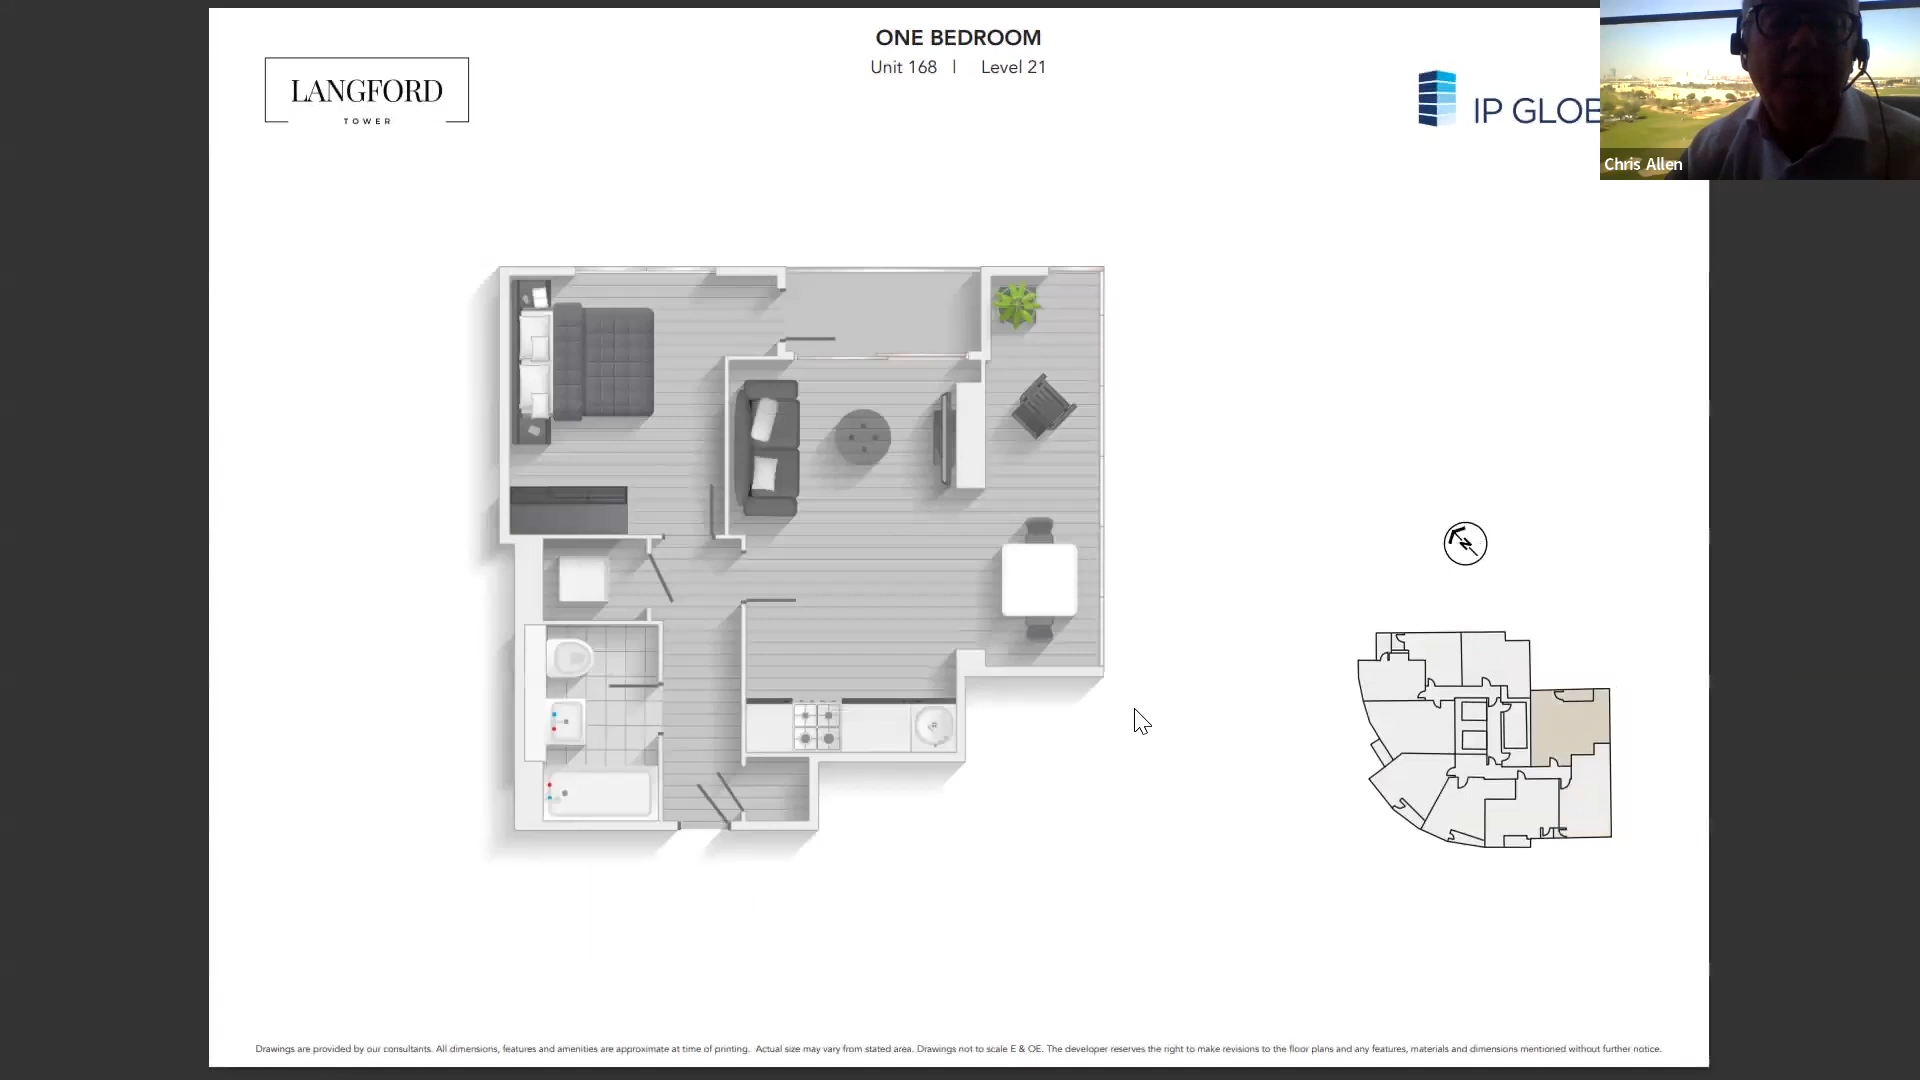 ONE BEDROOM
Unit 168 | Level 21
LANGFORD
TOWER
IP GLOB
Chris Allen
N
Drawings are provided by our consultants. All dimensions, features and amenities are approximate at time of printing. Actual size may vary from stated area. Drawings not to scale E & OE. The developer reserves the right to make revisions to the floor plans and any features, materials and dimensions mentioned without further notice.